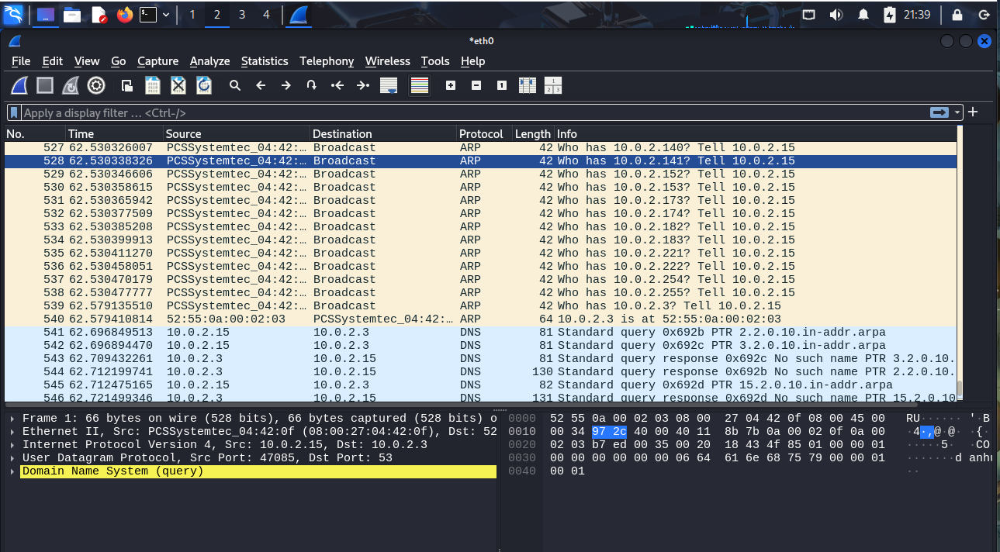 1 2 3 4 21:39
*eth0
File Edit View Go Capture Analyze Statistics Telephony Wireless Tools Help
Apply a display filter … <Ctrl-/>
No. Time Source Destination Protocol Length Info
527 62.530326007 PCSSystemtec_04:42:… Broadcast ARP 42 Who has 10.0.2.140? Tell 10.0.2.15
528 62.530338326 PCSSystemtec_04:42:… Broadcast ARP 42 Who has 10.0.2.141? Tell 10.0.2.15
529 62.530346606 PCSSystemtec_04:42:… Broadcast ARP 42 Who has 10.0.2.152? Tell 10.0.2.15
530 62.530358615 PCSSystemtec_04:42:… Broadcast ARP 42 Who has 10.0.2.153? Tell 10.0.2.15
531 62.530365942 PCSSystemtec_04:42:… Broadcast ARP 42 Who has 10.0.2.173? Tell 10.0.2.15
532 62.530377509 PCSSystemtec_04:42:… Broadcast ARP 42 Who has 10.0.2.174? Tell 10.0.2.15
533 62.530385208 PCSSystemtec_04:42:… Broadcast ARP 42 Who has 10.0.2.182? Tell 10.0.2.15
534 62.530399913 PCSSystemtec_04:42:… Broadcast ARP 42 Who has 10.0.2.183? Tell 10.0.2.15
535 62.530411270 PCSSystemtec_04:42:… Broadcast ARP 42 Who has 10.0.2.221? Tell 10.0.2.15
536 62.530458051 PCSSystemtec_04:42:… Broadcast ARP 42 Who has 10.0.2.222? Tell 10.0.2.15
537 62.530470179 PCSSystemtec_04:42:… Broadcast ARP 42 Who has 10.0.2.254? Tell 10.0.2.15
538 62.530477777 PCSSystemtec_04:42:… Broadcast ARP 42 Who has 10.0.2.255? Tell 10.0.2.15
539 62.579135510 PCSSystemtec_04:42:… Broadcast ARP 42 Who has 10.0.2.3? Tell 10.0.2.15
540 62.579410814 52:55:0a:00:02:03 PCSSystemtec_04:42:… ARP 64 10.0.2.3 is at 52:55:0a:00:02:03
541 62.696849513 10.0.2.15 10.0.2.3 DNS 81 Standard query 0x692b PTR 2.2.0.10.in-addr.arpa
542 62.696894470 10.0.2.15 10.0.2.3 DNS 81 Standard query 0x692c PTR 3.2.0.10.in-addr.arpa
543 62.709432261 10.0.2.3 10.0.2.15 DNS 81 Standard query response 0x692c No such name PTR 3.2.0.10.
544 62.712199741 10.0.2.3 10.0.2.15 DNS 130 Standard query response 0x692b No such name PTR 2.2.0.10.
545 62.712475165 10.0.2.15 10.0.2.3 DNS 82 Standard query 0x692d PTR 15.2.0.10.in-addr.arpa
546 62.721499346 10.0.2.3 10.0.2.15 DNS 131 Standard query response 0x692d No such name PTR 15.2.0.10
Frame 1: 66 bytes on wire (528 bits), 66 bytes captured (528 bits) o
Ethernet II, Src: PCSSystemtec_04:42:0f (08:00:27:04:42:0f), Dst: 52
Internet Protocol Version 4, Src: 10.0.2.15, Dst: 10.0.2.3
User Datagram Protocol, Src Port: 47085, Dst Port: 53
Domain Name System (query)
0000 52 55 0a 00 02 03 08 00 27 04 42 0f 08 00 45 00 RU······ '·B
0010 00 34 97 2c 40 00 40 11 8b 7b 0a 00 02 0f 0a 00 ·4·,@·@· ·{·
0020 02 03 b7 ed 00 35 00 20 18 43 4f 85 01 00 00 01 ·····5· ·CO
0030 00 00 00 00 00 00 06 64 61 6e 68 75 79 00 00 01 ·······d anhu
0040 00 01 ··